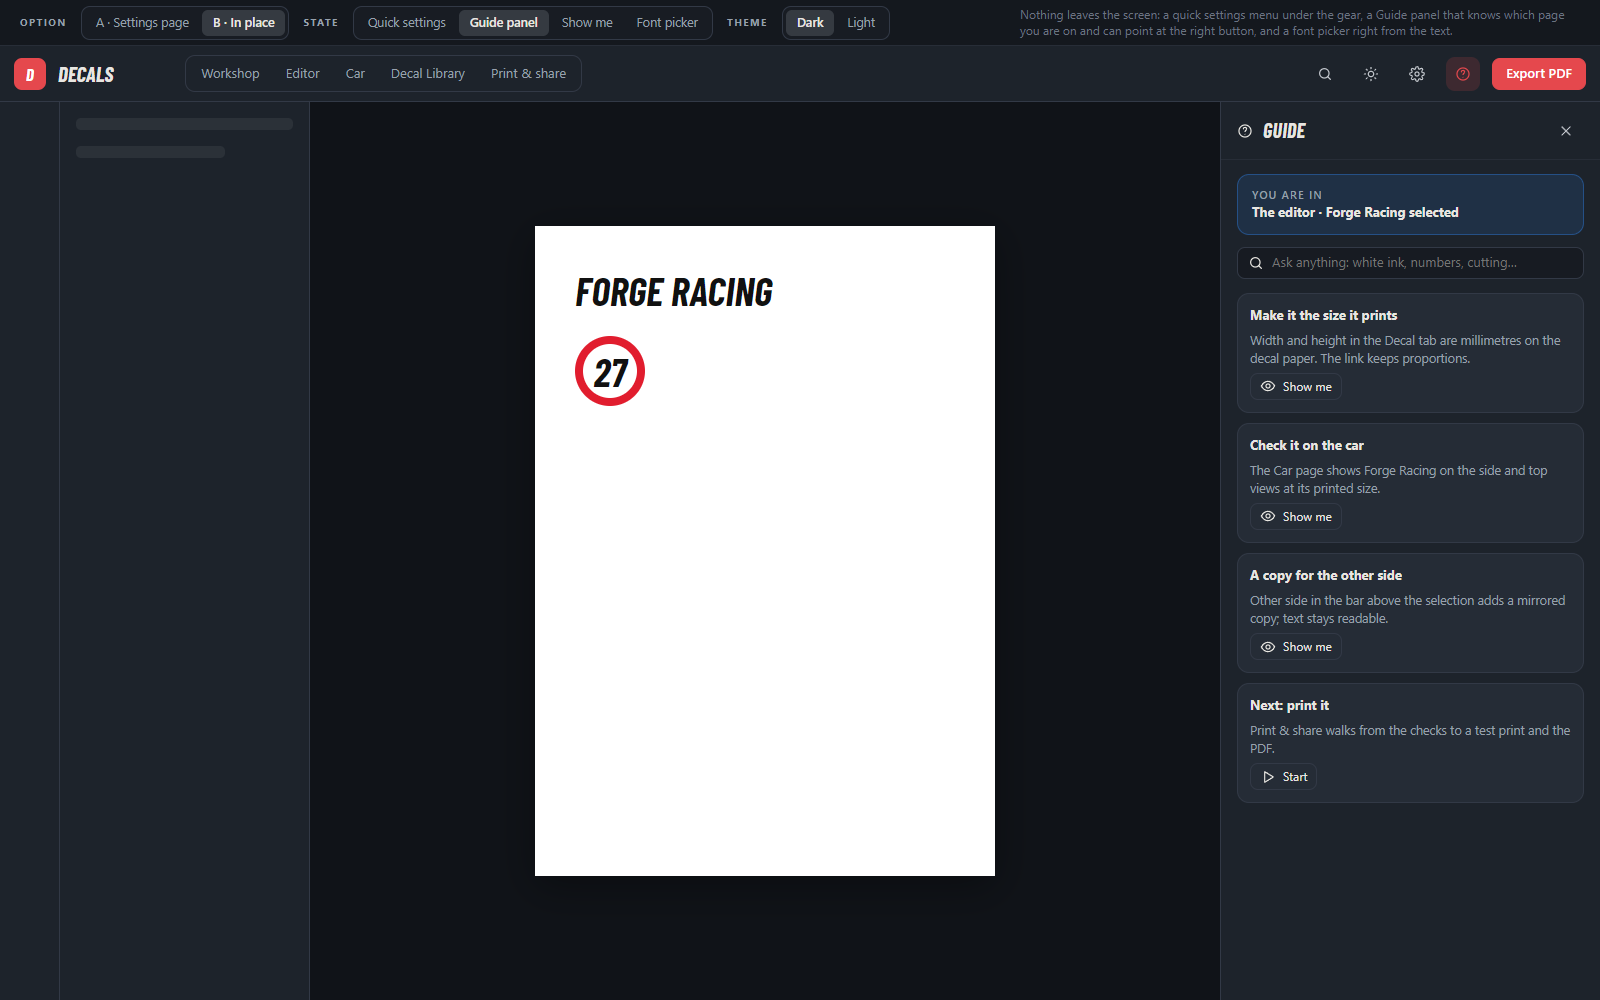 OPTION
A · Settings page
B · In place
STATE
Quick settings
Guide panel
Show me
Font picker
THEME
Dark
Light
Nothing leaves the screen: a quick settings menu under the gear, a Guide panel that knows which page
you are on and can point at the right button, and a font picker right from the text.
D
DECALS
Workshop
Editor
Car
Decal Library
Print & share
Export PDF
FORGE RACING
27
GUIDE
YOU ARE IN
The editor · Forge Racing selected
Ask anything: white ink, numbers, cutting...
Make it the size it prints
Width and height in the Decal tab are millimetres on the
decal paper. The link keeps proportions.
Show me
Check it on the car
The Car page shows Forge Racing on the side and top
views at its printed size.
Show me
A copy for the other side
Other side in the bar above the selection adds a mirrored
copy; text stays readable.
Show me
Next: print it
Print & share walks from the checks to a test print and the
PDF.
Start